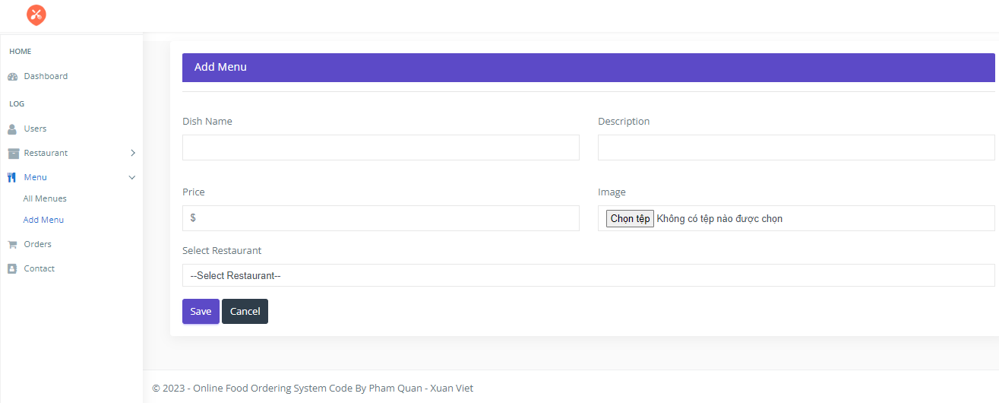 HOME
Dashboard
LOG
Users
Restaurant
Menu
All Menues
Add Menu
Orders
Contact
Add Menu
Dish Name
Description
Price
$
Image
Chọn tệp Không có tệp nào được chọn
Select Restaurant
--Select Restaurant--
Save Cancel
© 2023 - Online Food Ordering System Code By Pham Quan - Xuan Viet